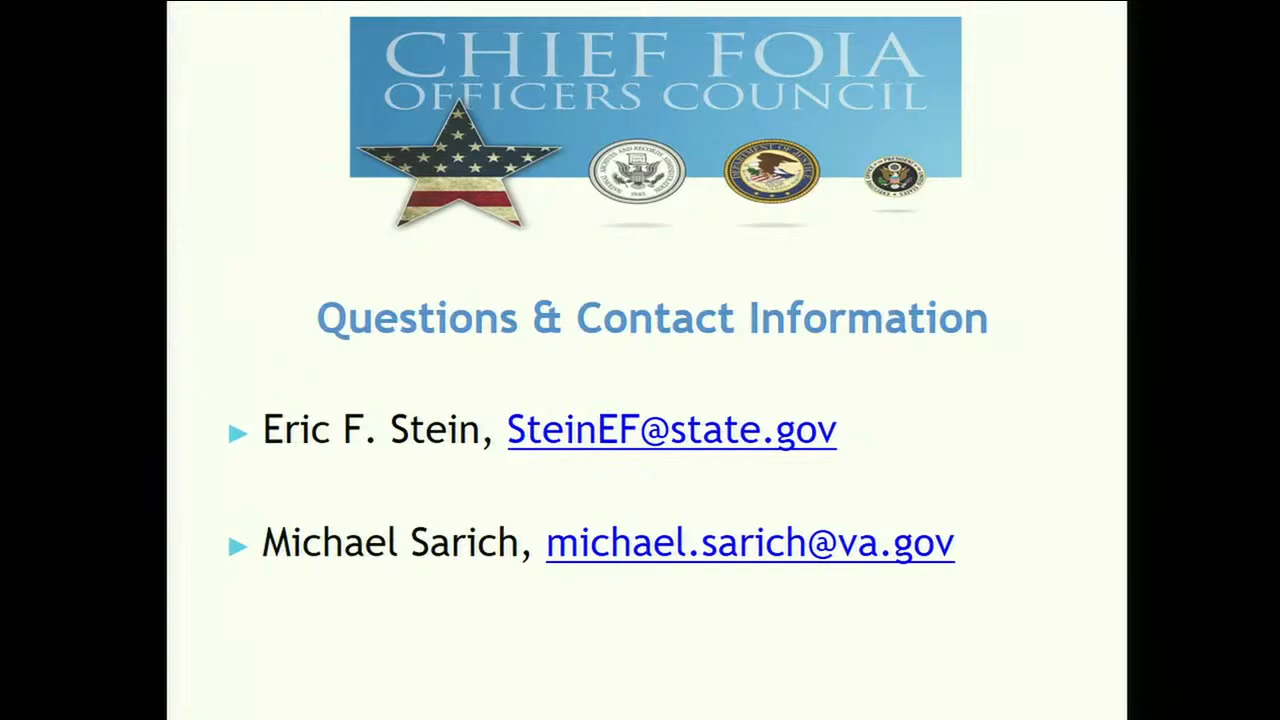 CHIEF FOIA
OFFICERS COUNCIL
Questions & Contact Information
Eric F. Stein, SteinEF@state.gov
Michael Sarich, michael.sarich@va.gov